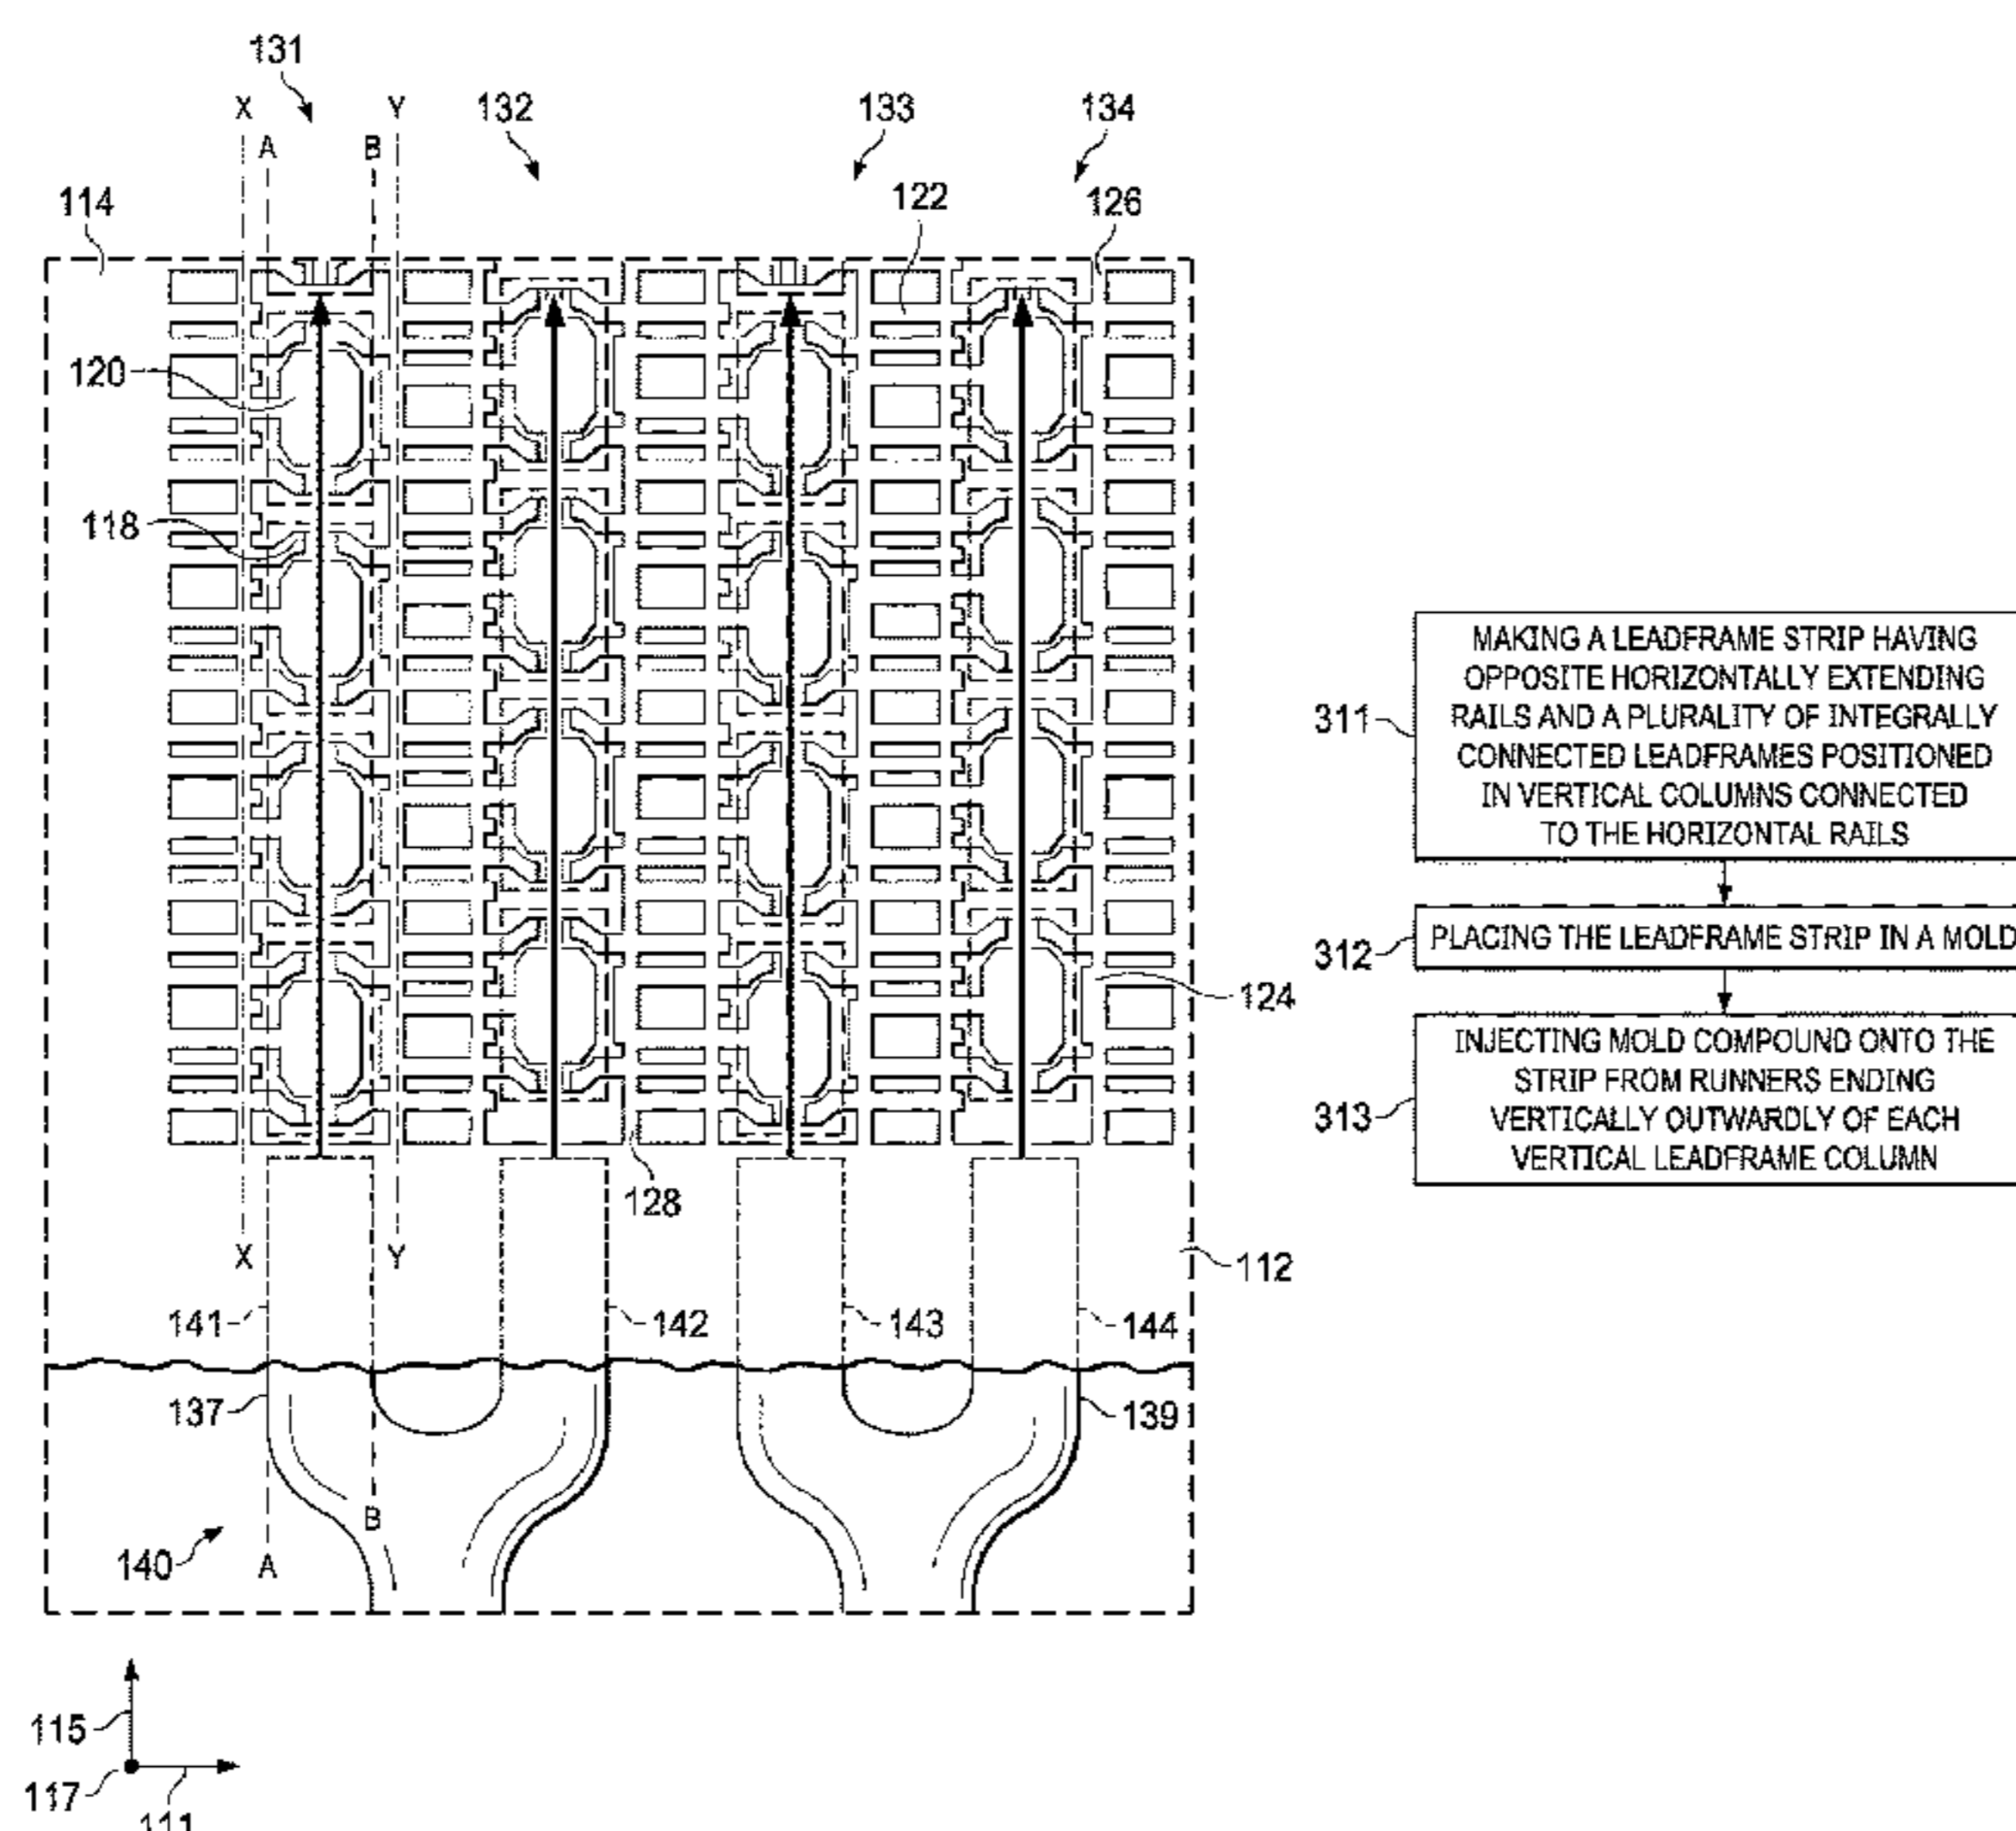 131
X
Y
132
133
134
A
B
114
122
126
120
118
124
128
X
Y
112
141
142
143
144
137
139
B
140
A
115
117
111
311
MAKING A LEADFRAME STRIP HAVING
OPPOSITE HORIZONTALLY EXTENDING
RAILS AND A PLURALITY OF INTEGRALLY
CONNECTED LEADFRAMES POSITIONED
IN VERTICAL COLUMNS CONNECTED
TO THE HORIZONTAL RAILS
312
PLACING THE LEADFRAME STRIP IN A MOLD
313
INJECTING MOLD COMPOUND ONTO THE
STRIP FROM RUNNERS ENDING
VERTICALLY OUTWARDLY OF EACH
VERTICAL LEADFRAME COLUMN